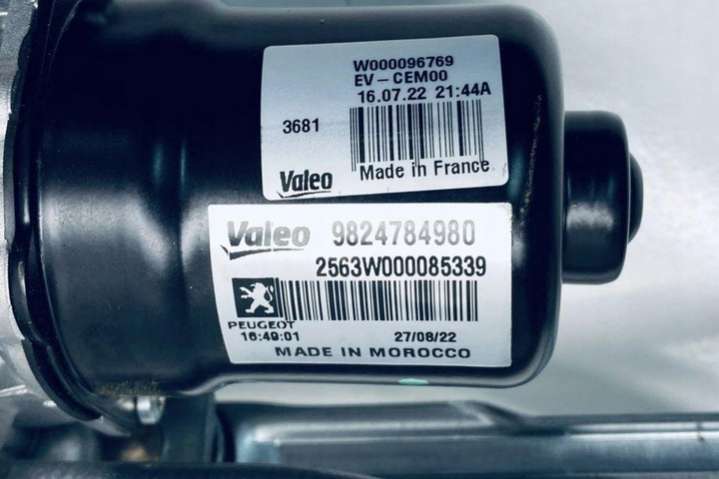 W000096769
EV-CEM00
16.07.22 21:44A
3681
Made in France
Valeo
Valeo 9824784980
2563W000085339
PEUGEOT
16:49:01 27/08/22
MADE IN MOROCCO